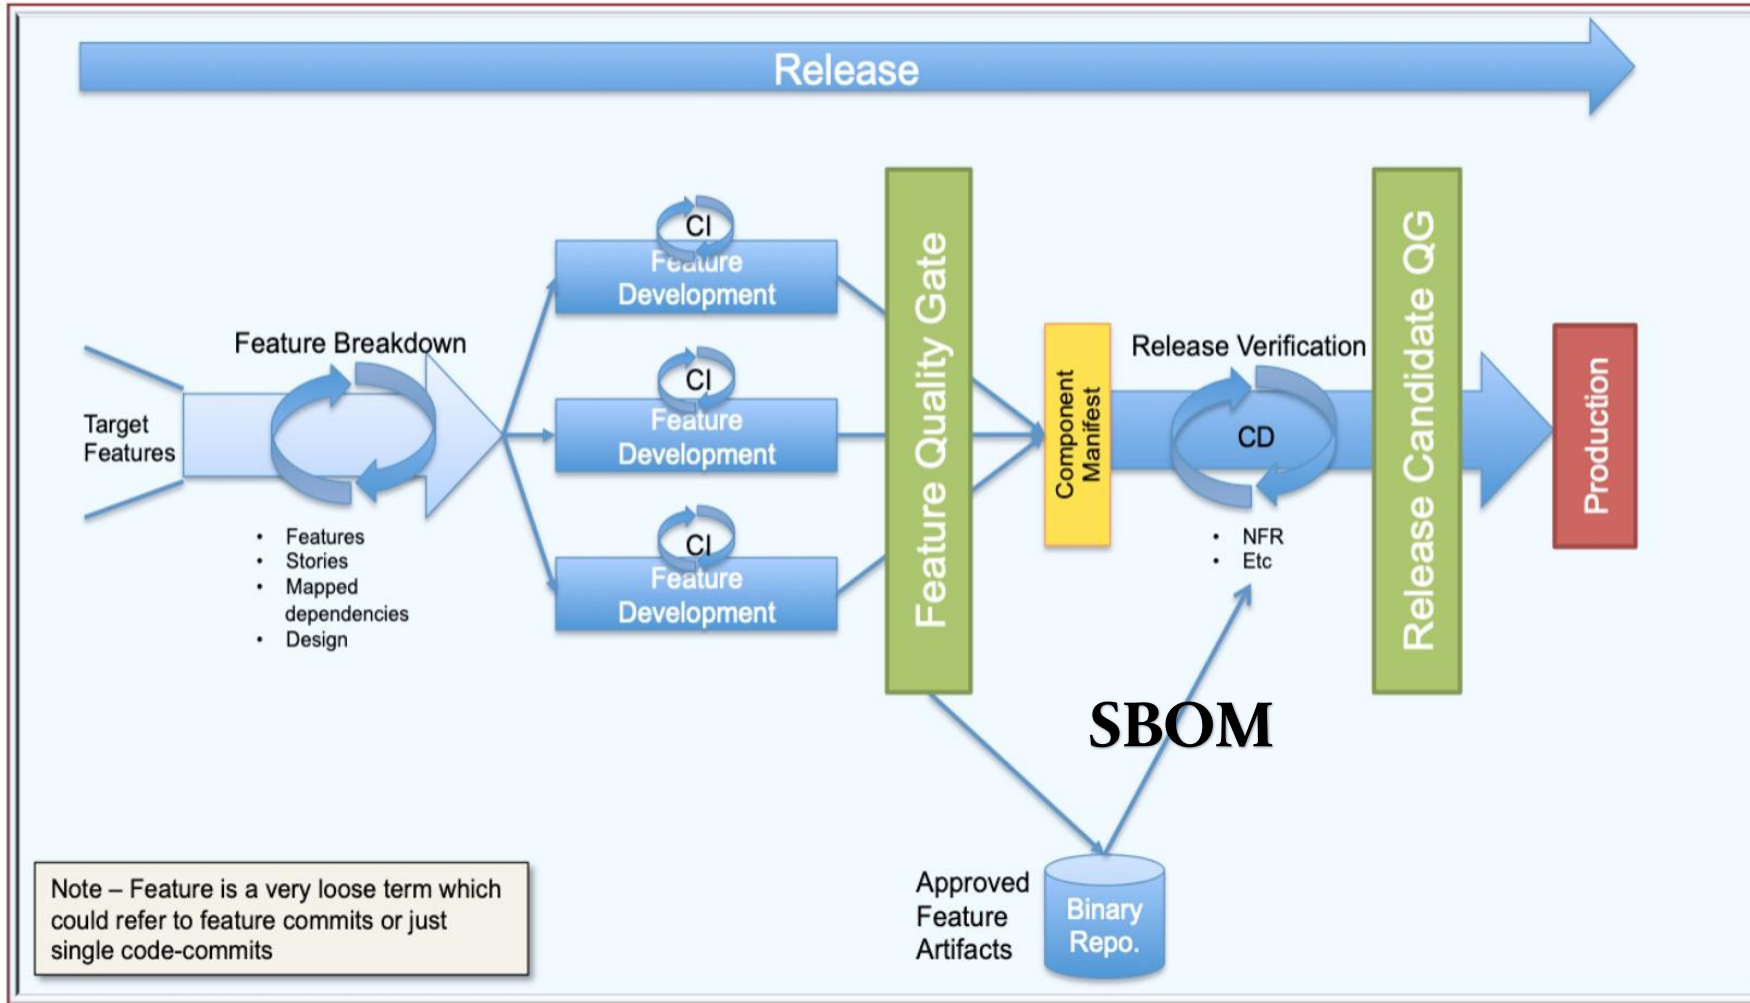 Release
Target
Features
Feature Breakdown
• Features
• Stories
• Mapped
dependencies
• Design
CI
Feature
Development
CI
Feature
Development
CI
Feature
Development
Feature Quality Gate
Component
Manifest
Release Verification
CD
• NFR
• Etc
Release Candidate QG
Production
SBOM
Approved
Feature
Artifacts
Binary
Repo.
Note – Feature is a very loose term which
could refer to feature commits or just
single code-commits